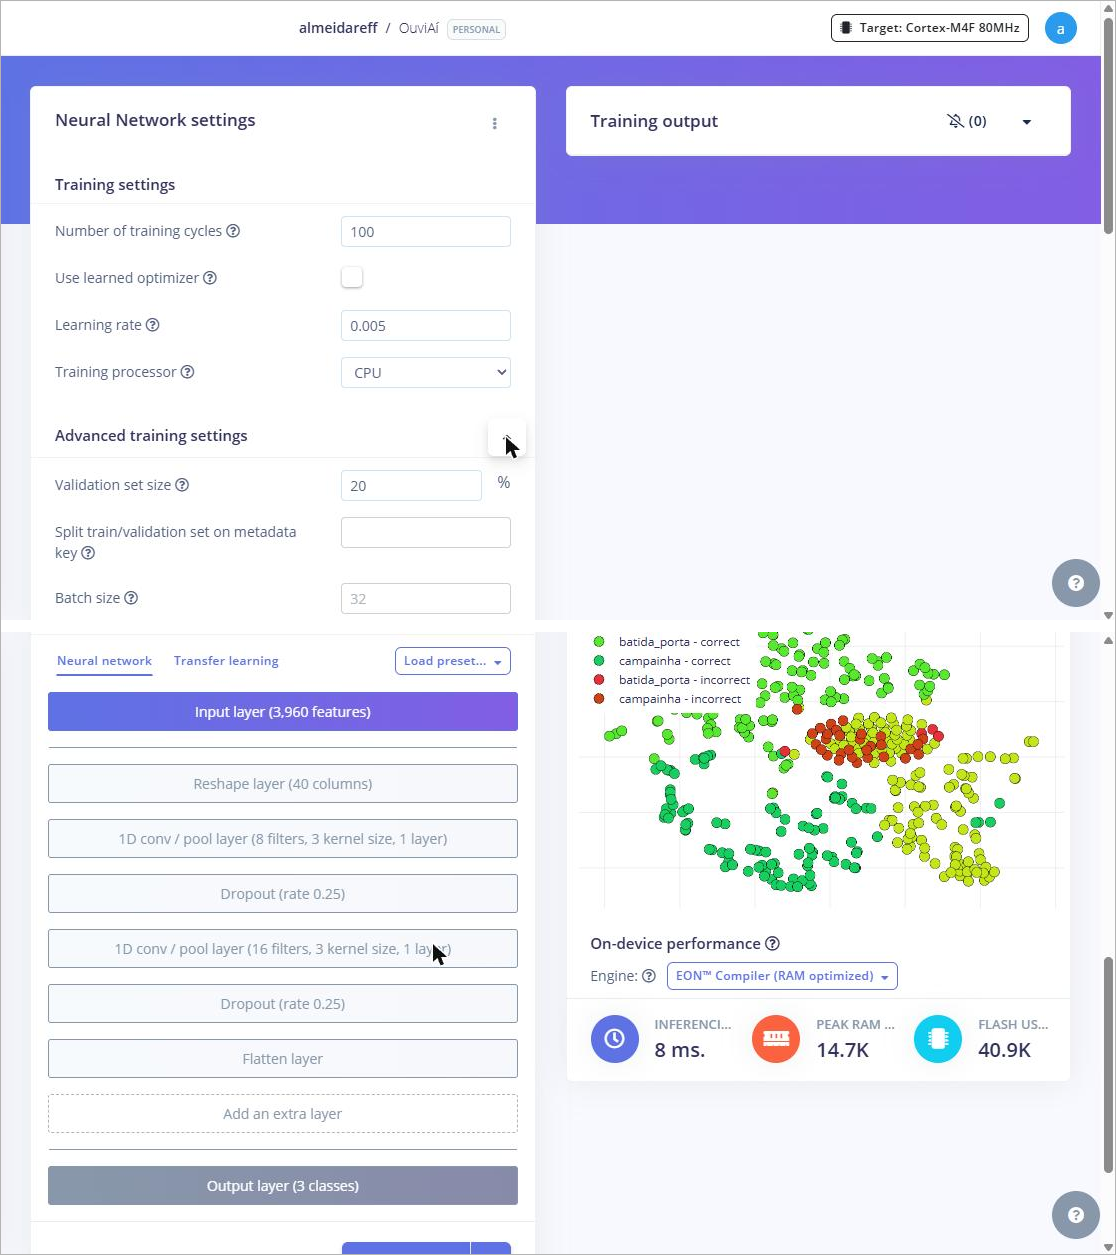 almeidareff / OuviAí PERSONAL
Target: Cortex-M4F 80MHz
a
Neural Network settings
Training settings
Number of training cycles ?
100
Use learned optimizer ?
Learning rate ?
0.005
Training processor ?
CPU
Advanced training settings
Validation set size ?
20
%
Split train/validation set on metadata
key ?
Batch size ?
32
Training output
(0)
?
Neural network
Transfer learning
Load preset...
Input layer (3,960 features)
Reshape layer (40 columns)
1D conv / pool layer (8 filters, 3 kernel size, 1 layer)
Dropout (rate 0.25)
1D conv / pool layer (16 filters, 3 kernel size, 1 layer)
Dropout (rate 0.25)
Flatten layer
Add an extra layer
Output layer (3 classes)
batida_porta - correct
campainha - correct
batida_porta - incorrect
campainha - incorrect
On-device performance ?
Engine: ?
EON™ Compiler (RAM optimized)
INFERENCI...
8 ms.
PEAK RAM ...
14.7K
FLASH US...
40.9K
?